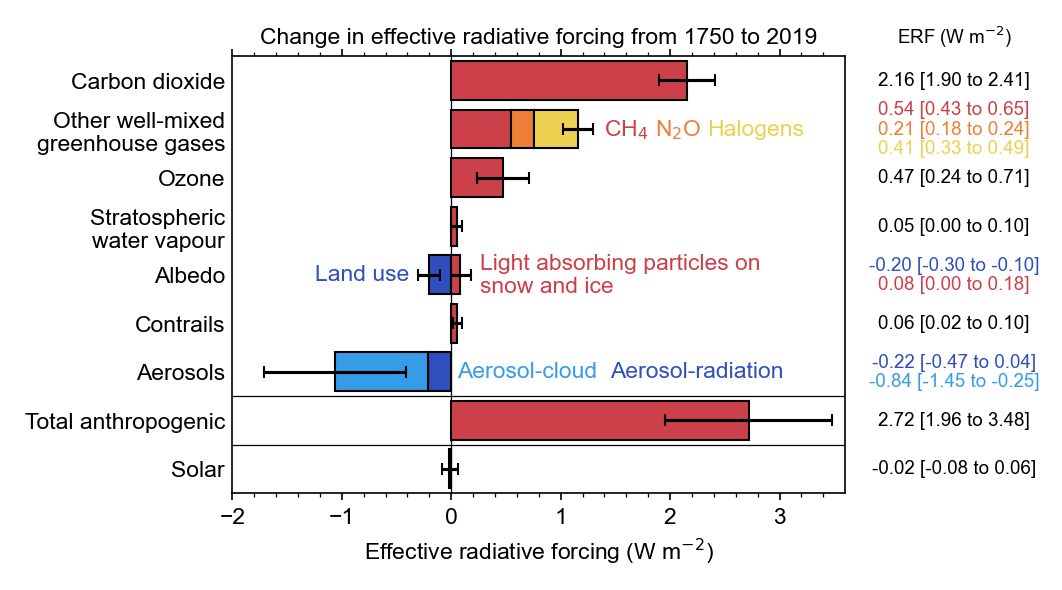 Change in effective radiative forcing from 1750 to 2019
ERF (W m⁻²)
Carbon dioxide
2.16 [1.90 to 2.41]
Other well-mixed
greenhouse gases
CH₄ N₂O Halogens
0.54 [0.43 to 0.65]
0.21 [0.18 to 0.24]
0.41 [0.33 to 0.49]
Ozone
0.47 [0.24 to 0.71]
Stratospheric
water vapour
0.05 [0.00 to 0.10]
Albedo
Land use
Light absorbing particles on
snow and ice
-0.20 [-0.30 to -0.10]
0.08 [0.00 to 0.18]
Contrails
0.06 [0.02 to 0.10]
Aerosols
Aerosol-cloud Aerosol-radiation
-0.22 [-0.47 to 0.04]
-0.84 [-1.45 to -0.25]
Total anthropogenic
2.72 [1.96 to 3.48]
Solar
-0.02 [-0.08 to 0.06]
−2 −1 0 1 2 3
Effective radiative forcing (W m⁻²)